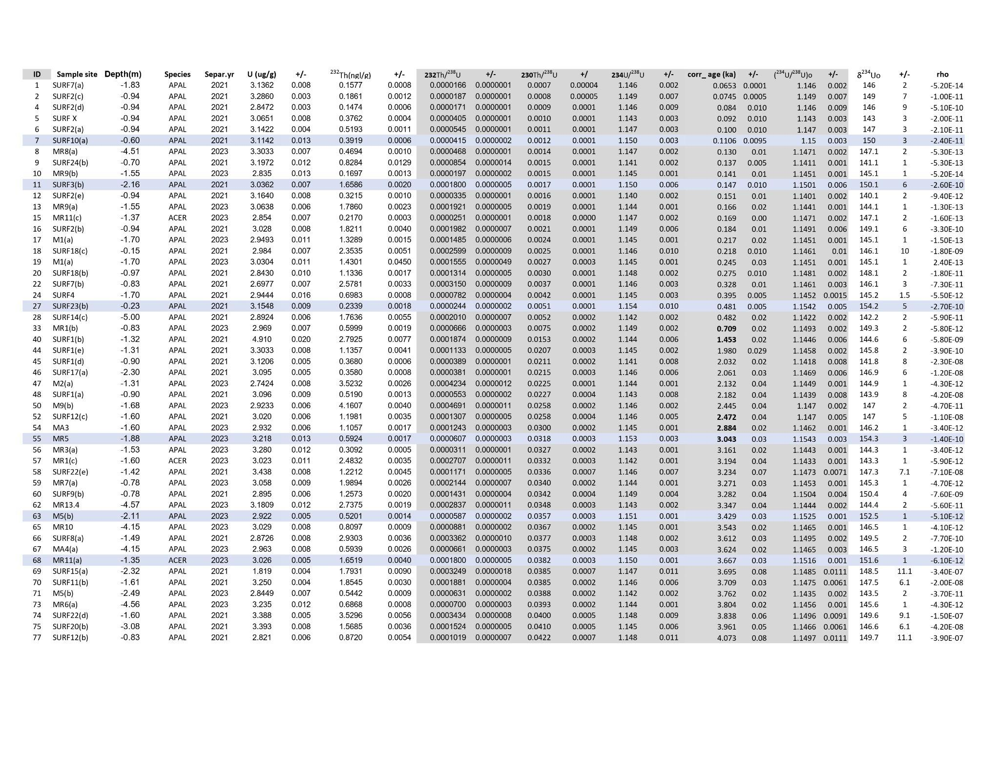 ID Sample site Depth(m) Species Separ.yr U (ug/g) +/- 232Th(ngl/g) +/- 232Th/238U +/- 230Th/238U +/ 234U/238U +/- corr_ age (ka) +/- (234U/238U)o +/- δ234Uo +/- rho
1 SURF7(a) -1.83 APAL 2021 3.1362 0.008 0.1577 0.0008 0.0000166 0.0000001 0.0007 0.00004 1.146 0.002 0.0653 0.0001 1.146 0.002 146 2 -5.20E-14
2 SURF2(c) -0.94 APAL 2021 3.2860 0.003 0.1861 0.0012 0.0000187 0.0000001 0.0008 0.00005 1.149 0.007 0.0745 0.0005 1.149 0.007 149 7 -1.00E-11
4 SURF2(d) -0.94 APAL 2021 2.8472 0.003 0.1474 0.0006 0.0000171 0.0000001 0.0009 0.0001 1.146 0.009 0.084 0.010 1.146 0.009 146 9 -5.10E-10
5 SURF X -0.94 APAL 2021 3.0651 0.008 0.3762 0.0004 0.0000405 0.0000001 0.0010 0.0001 1.143 0.003 0.092 0.010 1.143 0.003 143 3 -2.00E-11
6 SURF2(a) -0.94 APAL 2021 3.1422 0.004 0.5193 0.0011 0.0000545 0.0000001 0.0011 0.0001 1.147 0.003 0.100 0.010 1.147 0.003 147 3 -2.10E-11
7 SURF10(a) -0.60 APAL 2021 3.1142 0.013 0.3919 0.0006 0.0000415 0.0000002 0.0012 0.0001 1.150 0.003 0.1106 0.0095 1.15 0.003 150 3 -2.40E-11
8 MR8(a) -4.51 APAL 2023 3.3033 0.007 0.4694 0.0010 0.0000468 0.0000001 0.0014 0.0001 1.147 0.002 0.130 0.01 1.1471 0.002 147.1 2 -5.30E-13
9 SURF24(b) -0.70 APAL 2021 3.1972 0.012 0.8284 0.0129 0.0000854 0.0000014 0.0015 0.0001 1.141 0.002 0.137 0.005 1.1411 0.001 141.1 1 -5.30E-13
10 MR9(b) -1.55 APAL 2023 2.835 0.013 0.1697 0.0013 0.0000197 0.0000002 0.0015 0.0001 1.145 0.001 0.141 0.01 1.1451 0.001 145.1 1 -5.20E-14
11 SURF3(b) -2.16 APAL 2021 3.0362 0.007 1.6586 0.0020 0.0001800 0.0000005 0.0017 0.0001 1.150 0.006 0.147 0.010 1.1501 0.006 150.1 6 -2.60E-10
12 SURF2(e) -0.94 APAL 2021 3.1640 0.008 0.3215 0.0010 0.0000335 0.0000001 0.0016 0.0001 1.140 0.002 0.151 0.01 1.1401 0.002 140.1 2 -9.40E-12
13 MR9(a) -1.55 APAL 2023 3.0638 0.006 1.7860 0.0023 0.0001921 0.0000005 0.0019 0.0001 1.144 0.001 0.166 0.02 1.1441 0.001 144.1 1 -1.30E-13
15 MR11(c) -1.37 ACER 2023 2.854 0.007 0.2170 0.0003 0.0000251 0.0000001 0.0018 0.0000 1.147 0.002 0.169 0.00 1.1471 0.002 147.1 2 -1.60E-13
16 SURF2(b) -0.94 APAL 2021 3.028 0.008 1.8211 0.0040 0.0001982 0.0000007 0.0021 0.0001 1.149 0.006 0.184 0.01 1.1491 0.006 149.1 6 -3.30E-10
17 M1(a) -1.70 APAL 2023 2.9493 0.011 1.3289 0.0015 0.0001485 0.0000006 0.0024 0.0001 1.145 0.001 0.217 0.02 1.1451 0.001 145.1 1 -1.50E-13
18 SURF18(c) -0.15 APAL 2021 2.984 0.007 2.3535 0.0051 0.0002599 0.0000009 0.0025 0.0001 1.146 0.010 0.218 0.010 1.1461 0.01 146.1 10 -1.80E-09
19 M1(a) -1.70 APAL 2023 3.0304 0.011 1.4301 0.0450 0.0001555 0.0000049 0.0027 0.0003 1.145 0.001 0.245 0.03 1.1451 0.001 145.1 1 2.40E-13
20 SURF18(b) -0.97 APAL 2021 2.8430 0.010 1.1336 0.0017 0.0001314 0.0000005 0.0030 0.0001 1.148 0.002 0.275 0.010 1.1481 0.002 148.1 2 -1.80E-11
22 SURF7(b) -0.83 APAL 2021 2.6977 0.007 2.5781 0.0033 0.0003150 0.0000009 0.0037 0.0001 1.146 0.003 0.328 0.01 1.1461 0.003 146.1 3 -7.30E-11
24 SURF4 -1.70 APAL 2021 2.9444 0.016 0.6983 0.0008 0.0000782 0.0000004 0.0042 0.0001 1.145 0.003 0.395 0.005 1.1452 0.0015 145.2 1.5 -5.50E-12
27 SURF23(b) -0.23 APAL 2021 3.1548 0.009 0.2339 0.0018 0.0000244 0.0000002 0.0051 0.0001 1.154 0.010 0.481 0.005 1.1542 0.005 154.2 5 -2.70E-10
28 SURF14(c) -5.00 APAL 2021 2.8924 0.006 1.7636 0.0055 0.0002010 0.0000007 0.0052 0.0002 1.142 0.002 0.482 0.02 1.1422 0.002 142.2 2 -5.90E-11
33 MR1(b) -0.83 APAL 2023 2.969 0.007 0.5999 0.0019 0.0000666 0.0000003 0.0075 0.0002 1.149 0.002 0.709 0.02 1.1493 0.002 149.3 2 -5.80E-12
40 SURF1(b) -1.32 APAL 2021 4.910 0.020 2.7925 0.0077 0.0001874 0.0000009 0.0153 0.0002 1.144 0.006 1.453 0.02 1.1446 0.006 144.6 6 -5.80E-09
44 SURF1(e) -1.31 APAL 2021 3.3033 0.008 1.1357 0.0041 0.0001133 0.0000005 0.0207 0.0003 1.145 0.002 1.980 0.029 1.1458 0.002 145.8 2 -3.90E-10
45 SURF1(d) -0.90 APAL 2021 3.1206 0.005 0.3680 0.0006 0.0000389 0.0000001 0.0211 0.0002 1.141 0.008 2.032 0.02 1.1418 0.008 141.8 8 -2.30E-08
46 SURF17(a) -2.30 APAL 2021 3.095 0.005 0.3580 0.0008 0.0000381 0.0000001 0.0215 0.0003 1.146 0.006 2.061 0.03 1.1469 0.006 146.9 6 -1.20E-08
47 M2(a) -1.31 APAL 2023 2.7424 0.008 3.5232 0.0026 0.0004234 0.0000012 0.0225 0.0001 1.144 0.001 2.132 0.04 1.1449 0.001 144.9 1 -4.30E-12
48 SURF1(a) -0.90 APAL 2021 3.096 0.009 0.5190 0.0013 0.0000553 0.0000002 0.0227 0.0004 1.143 0.008 2.182 0.04 1.1439 0.008 143.9 8 -4.20E-08
50 M9(b) -1.68 APAL 2023 2.9233 0.006 4.1607 0.0040 0.0004691 0.0000011 0.0258 0.0002 1.146 0.002 2.445 0.04 1.147 0.002 147 2 -4.70E-11
52 SURF12(c) -1.60 APAL 2021 3.020 0.006 1.1981 0.0035 0.0001307 0.0000005 0.0258 0.0004 1.146 0.005 2.472 0.04 1.147 0.005 147 5 -1.10E-08
54 MA3 -1.60 APAL 2023 2.932 0.006 1.1057 0.0017 0.0001243 0.0000003 0.0300 0.0002 1.145 0.001 2.884 0.02 1.1462 0.001 146.2 1 -3.40E-12
55 MR5 -1.88 APAL 2023 3.218 0.013 0.5924 0.0017 0.0000607 0.0000003 0.0318 0.0003 1.153 0.003 3.043 0.03 1.1543 0.003 154.3 3 -1.40E-10
56 MR3(a) -1.53 APAL 2023 3.280 0.012 0.3092 0.0005 0.0000311 0.0000001 0.0327 0.0002 1.143 0.001 3.161 0.02 1.1443 0.001 144.3 1 -3.40E-12
57 MR1(c) -1.60 ACER 2023 3.023 0.011 2.4832 0.0035 0.0002707 0.0000011 0.0332 0.0003 1.142 0.001 3.194 0.04 1.1433 0.001 143.3 1 -5.90E-12
58 SURF22(e) -1.42 APAL 2021 3.438 0.008 1.2212 0.0045 0.0001171 0.0000005 0.0336 0.0007 1.146 0.007 3.234 0.07 1.1473 0.0071 147.3 7.1 -7.10E-08
59 MR7(a) -0.78 APAL 2023 3.058 0.009 1.9894 0.0026 0.0002144 0.0000007 0.0340 0.0002 1.144 0.001 3.271 0.03 1.1453 0.001 145.3 1 -4.70E-12
60 SURF9(b) -0.78 APAL 2021 2.895 0.006 1.2573 0.0020 0.0001431 0.0000004 0.0342 0.0004 1.149 0.004 3.282 0.04 1.1504 0.004 150.4 4 -7.60E-09
62 MR13.4 -4.57 APAL 2023 3.1809 0.012 2.7375 0.0019 0.0002837 0.0000011 0.0348 0.0003 1.143 0.002 3.347 0.04 1.1444 0.002 144.4 2 -5.60E-11
63 M5(b) -2.11 APAL 2023 2.922 0.005 0.5201 0.0014 0.0000587 0.0000002 0.0357 0.0003 1.151 0.001 3.429 0.03 1.1525 0.001 152.5 1 -5.10E-12
65 MR10 -4.15 APAL 2023 3.029 0.008 0.8097 0.0009 0.0000881 0.0000002 0.0367 0.0002 1.145 0.001 3.543 0.02 1.1465 0.001 146.5 1 -4.10E-12
66 SURF8(a) -1.49 APAL 2021 2.8726 0.008 2.9303 0.0036 0.0003362 0.0000010 0.0377 0.0003 1.148 0.002 3.612 0.03 1.1495 0.002 149.5 2 -7.70E-10
67 MA4(a) -4.15 APAL 2023 2.963 0.008 0.5939 0.0026 0.0000661 0.0000003 0.0375 0.0002 1.145 0.003 3.624 0.02 1.1465 0.003 146.5 3 -1.20E-10
68 MR11(a) -1.35 ACER 2023 3.026 0.005 1.6519 0.0040 0.0001800 0.0000005 0.0382 0.0003 1.150 0.001 3.667 0.03 1.1516 0.001 151.6 1 -6.10E-12
69 SURF15(a) -2.32 APAL 2021 1.819 0.004 1.7931 0.0090 0.0003249 0.0000018 0.0385 0.0007 1.147 0.011 3.695 0.08 1.1485 0.0111 148.5 11.1 -3.40E-07
70 SURF11(b) -1.61 APAL 2021 3.250 0.004 1.8545 0.0030 0.0001881 0.0000004 0.0385 0.0002 1.146 0.006 3.709 0.03 1.1475 0.0061 147.5 6.1 -2.00E-08
71 M5(b) -2.49 APAL 2023 2.8449 0.007 0.5442 0.0009 0.0000631 0.0000002 0.0388 0.0002 1.142 0.002 3.762 0.02 1.1435 0.002 143.5 2 -3.70E-11
73 MR6(a) -4.56 APAL 2023 3.235 0.012 0.6868 0.0008 0.0000700 0.0000003 0.0393 0.0002 1.144 0.001 3.804 0.02 1.1456 0.001 145.6 1 -4.30E-12
74 SURF22(d) -1.60 APAL 2021 3.388 0.005 3.5296 0.0056 0.0003434 0.0000008 0.0400 0.0005 1.148 0.009 3.838 0.06 1.1496 0.0091 149.6 9.1 -1.50E-07
75 SURF20(b) -3.08 APAL 2021 3.393 0.008 1.5685 0.0036 0.0001524 0.0000005 0.0410 0.0005 1.145 0.006 3.961 0.05 1.1466 0.0061 146.6 6.1 -4.20E-08
77 SURF12(b) -0.83 APAL 2021 2.821 0.006 0.8720 0.0054 0.0001019 0.0000007 0.0422 0.0007 1.148 0.011 4.073 0.08 1.1497 0.0111 149.7 11.1 -3.90E-07